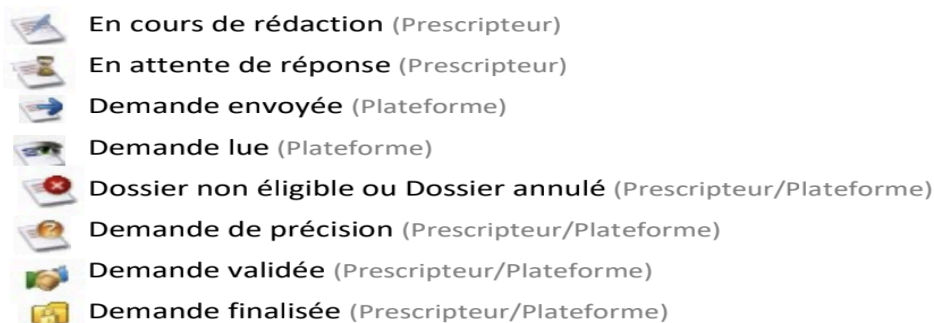 En cours de rédaction (Prescripteur)
En attente de réponse (Prescripteur)
Demande envoyée (Plateforme)
Demande lue (Plateforme)
Dossier non éligible ou Dossier annulé (Prescripteur/Plateforme)
Demande de précision (Prescripteur/Plateforme)
Demande validée (Prescripteur/Plateforme)
Demande finalisée (Prescripteur/Plateforme)